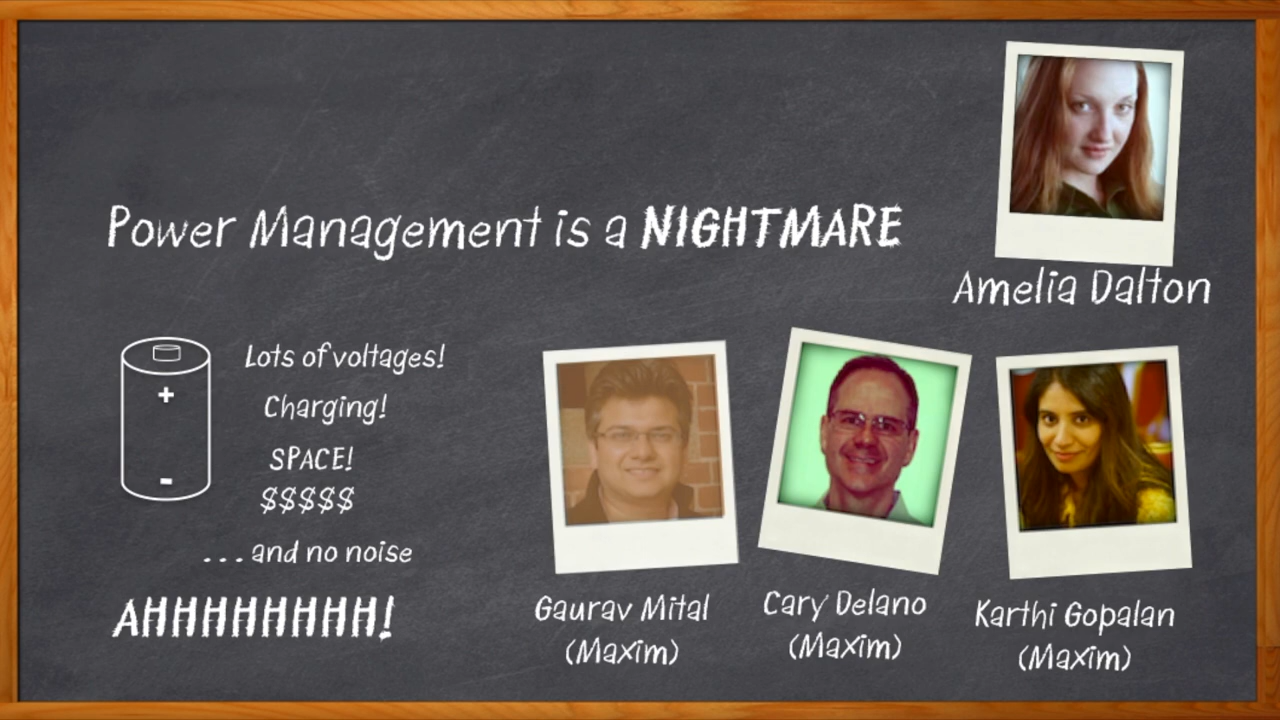 Power Management is a NIGHTMARE
Amelia Dalton
+
Lots of voltages!
Charging!
SPACE!
$$$$$
-
... and no noise
AHHHHHHHH!
Gaurav Mital
(Maxim)
Cary Delano
(Maxim)
Karthi Gopalan
(Maxim)